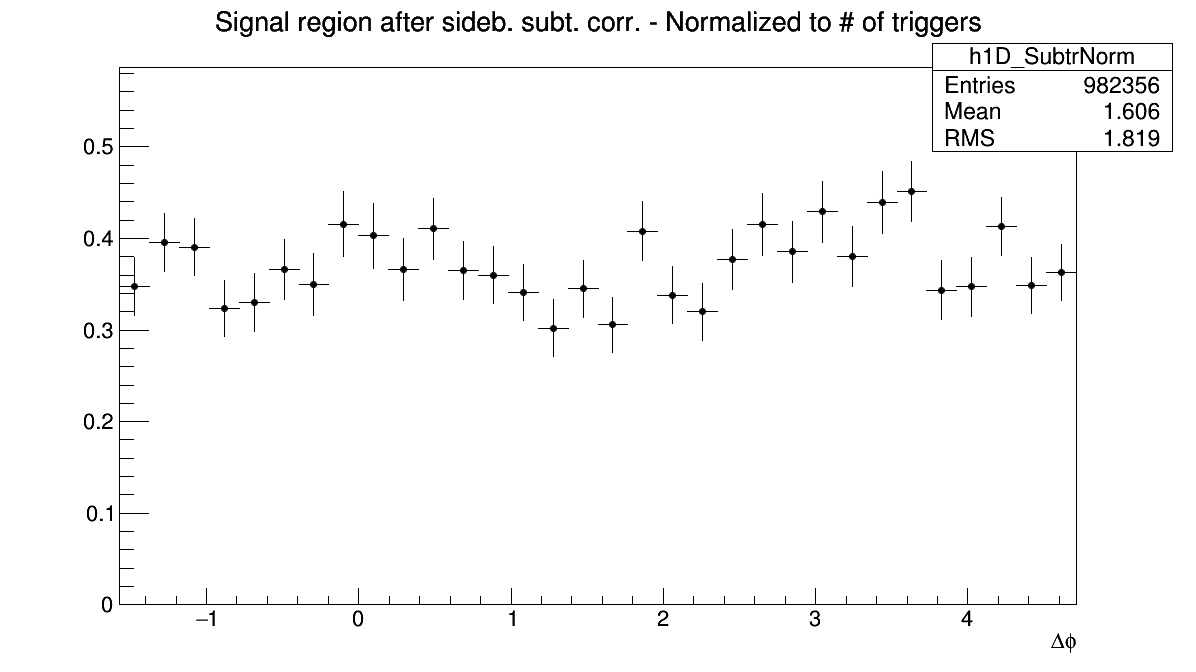 Signal region after sideb. subt. corr. - Normalized to # of triggers
h1D_SubtrNorm
Entries 982356
Mean 1.606
RMS 1.819
0.5
0.4
0.3
0.2
0.1
0
−1 0 1 2 3 4
Δϕ